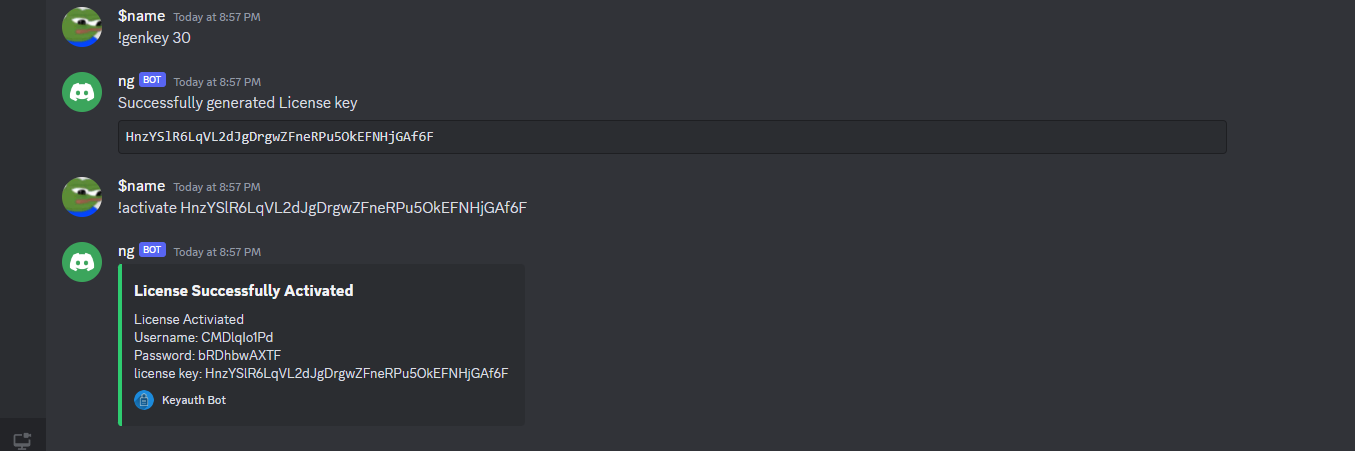 $name Today at 8:57 PM
!genkey 30
ng BOT Today at 8:57 PM
Successfully generated License key
HnzYSlR6LqVL2dJgDrgwZFneRPu5OkEFNHjGAf6F
$name Today at 8:57 PM
!activate HnzYSlR6LqVL2dJgDrgwZFneRPu5OkEFNHjGAf6F
ng BOT Today at 8:57 PM
License Successfully Activated
License Activiated
Username: CMDlqIo1Pd
Password: bRDhbwAXTF
license key: HnzYSlR6LqVL2dJgDrgwZFneRPu5OkEFNHjGAf6F
Keyauth Bot